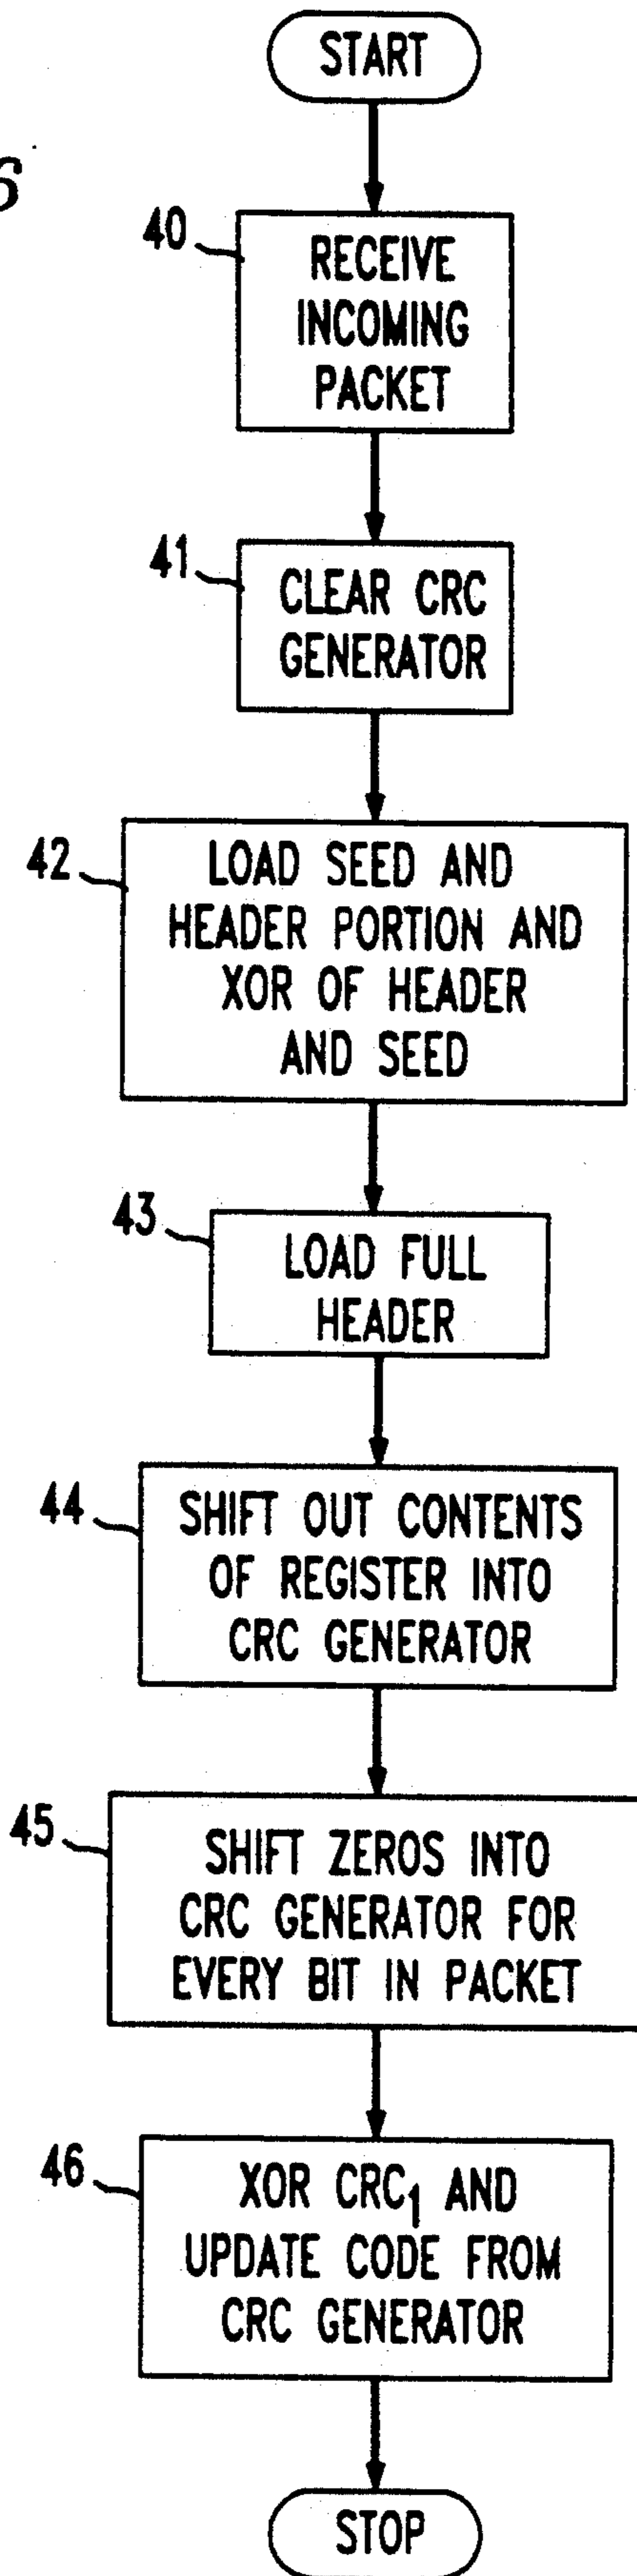 START
6
40
RECEIVE
INCOMING
PACKET
41
CLEAR CRC
GENERATOR
42
LOAD SEED AND
HEADER PORTION AND
XOR OF HEADER
AND SEED
43
LOAD FULL
HEADER
44
SHIFT OUT CONTENTS
OF REGISTER INTO
CRC GENERATOR
45
SHIFT ZEROS INTO
CRC GENERATOR FOR
EVERY BIT IN PACKET
46
XOR CRC₁ AND
UPDATE CODE FROM
CRC GENERATOR
STOP